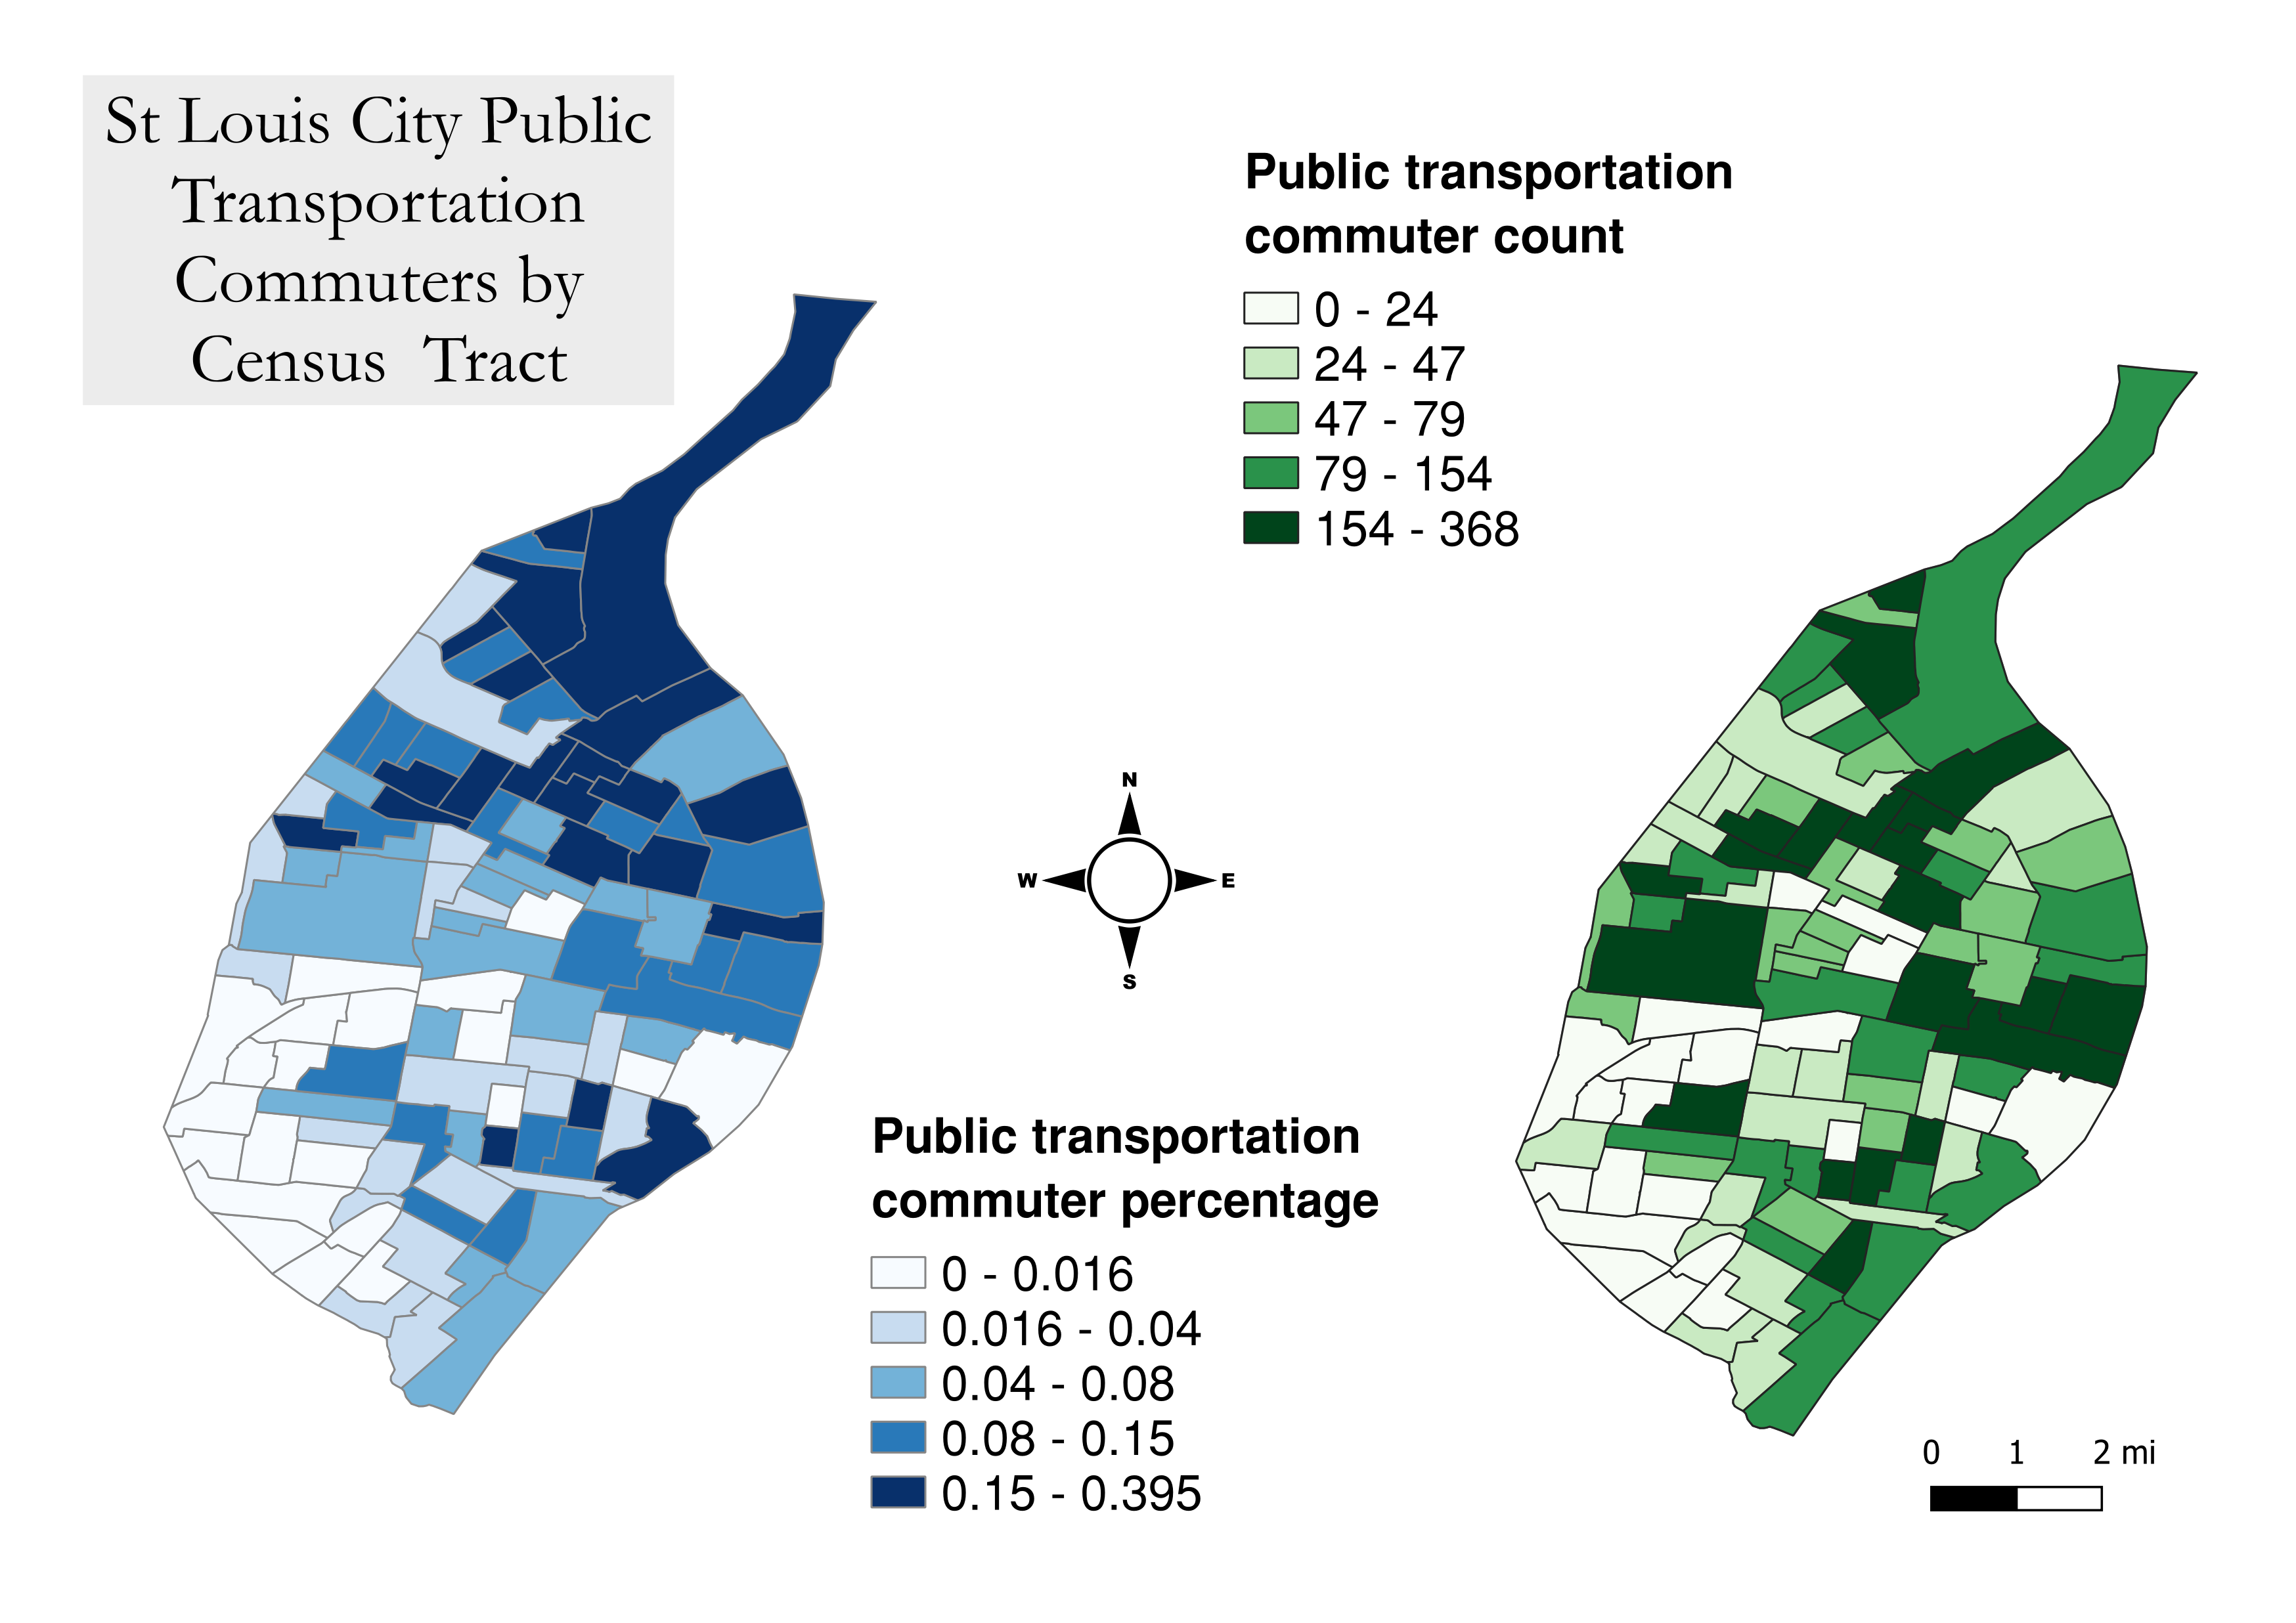 St Louis City Public
Transportation
Commuters by
Census Tract
Public transportation
commuter count
0 - 24
24 - 47
47 - 79
79 - 154
154 - 368
N
W E
S
Public transportation
commuter percentage
0 - 0.016
0.016 - 0.04
0.04 - 0.08
0.08 - 0.15
0.15 - 0.395
0 1 2 mi